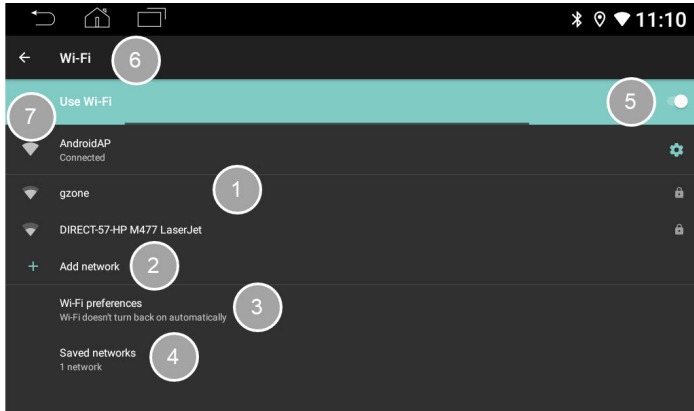 11:10
Wi-Fi
6
Use Wi-Fi
5
7
AndroidAP
Connected
1
gzone
DIRECT-57-HP M477 LaserJet
Add network
2
Wi-Fi preferences
Wi-Fi doesn't turn back on automatically
3
Saved networks
1 network
4